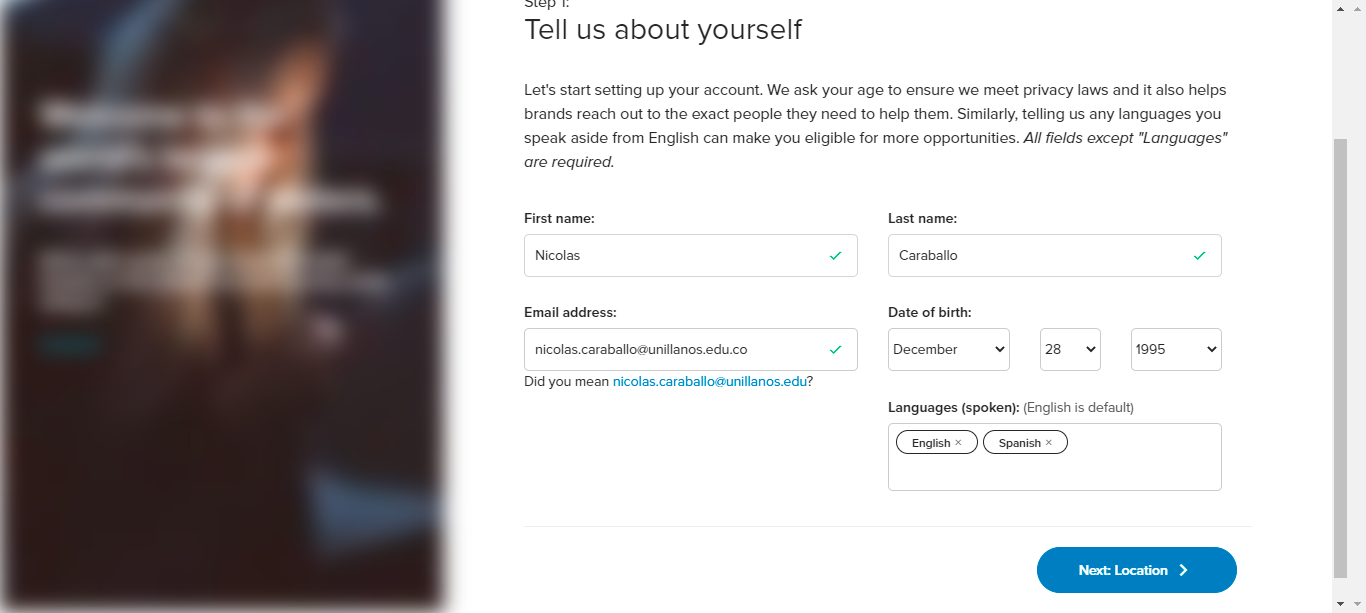 Step 1:
Tell us about yourself
Let's start setting up your account. We ask your age to ensure we meet privacy laws and it also helps
brands reach out to the exact people they need to help them. Similarly, telling us any languages you
speak aside from English can make you eligible for more opportunities. All fields except "Languages"
are required.
First name:
Last name:
Nicolas
Caraballo
Email address:
Date of birth:
nicolas.caraballo@unillanos.edu.co
December
28
1995
Did you mean nicolas.caraballo@unillanos.edu?
Languages (spoken): (English is default)
English ×
Spanish ×
Next: Location